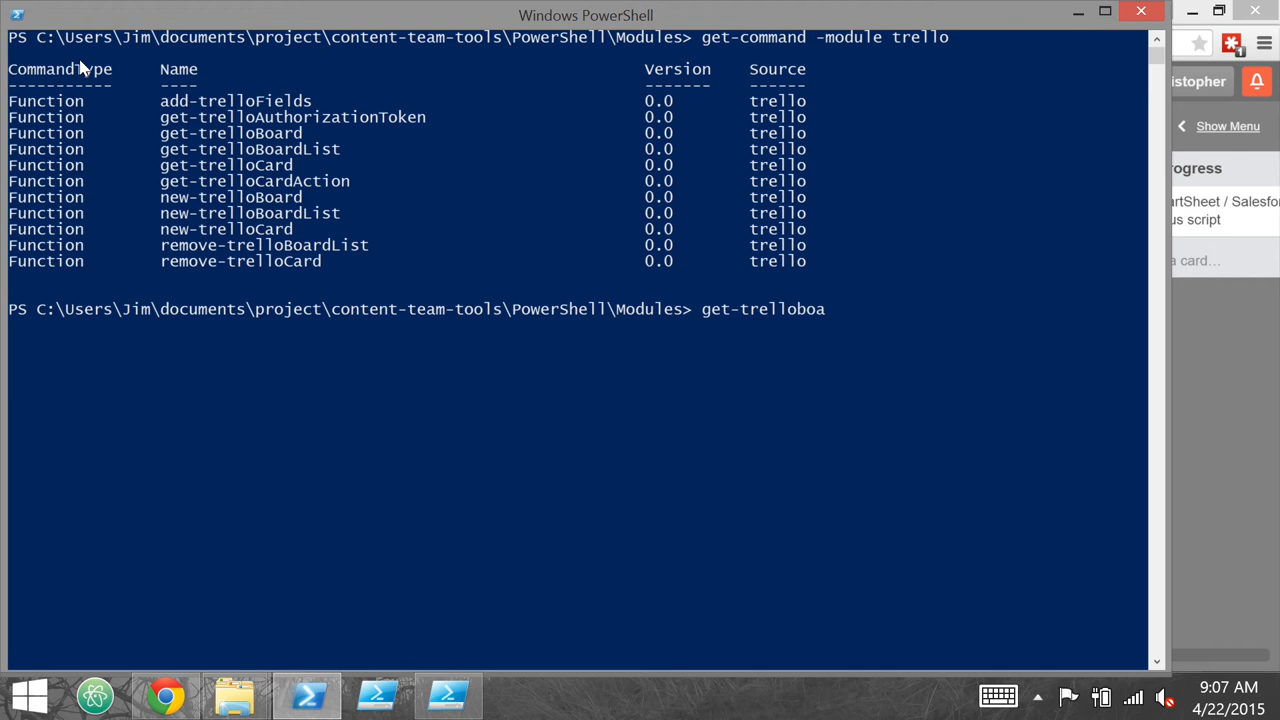 Windows PowerShell
PS C:\Users\Jim\documents\project\content-team-tools\PowerShell\Modules> get-command -module trello
CommandType Name Version Source
----------- ---- ------- ------
Function add-trelloFields 0.0 trello
Function get-trelloAuthorizationToken 0.0 trello
Function get-trelloBoard 0.0 trello
Function get-trelloBoardList 0.0 trello
Function get-trelloCard 0.0 trello
Function get-trelloCardAction 0.0 trello
Function new-trelloBoard 0.0 trello
Function new-trelloBoardList 0.0 trello
Function new-trelloCard 0.0 trello
Function remove-trelloBoardList 0.0 trello
Function remove-trelloCard 0.0 trello
PS C:\Users\Jim\documents\project\content-team-tools\PowerShell\Modules> get-trelloboa
1
istopher
Show Menu
ogress
artSheet / Salesfo
us script
a card...
9:07 AM
4/22/2015